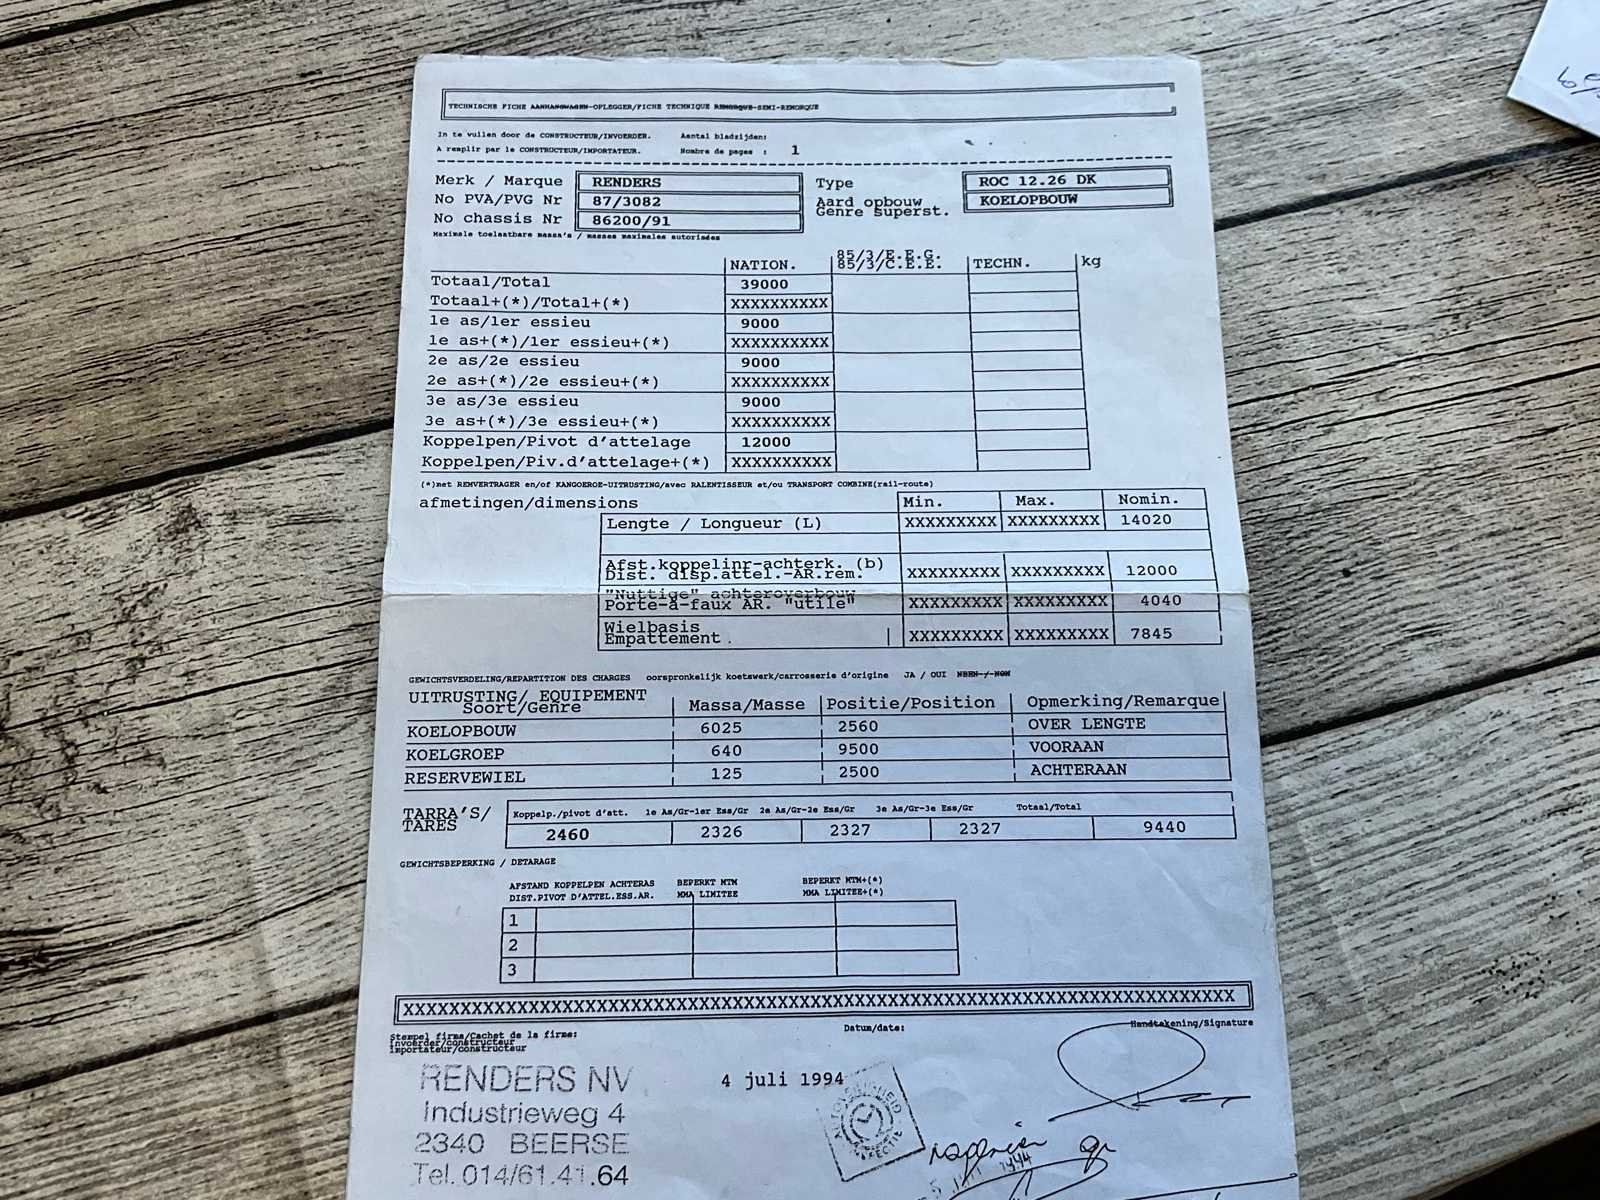 TECHNISCHE FICHE AANHANGWAGEN-OPLEGGER/FICHE TECHNIQUE REMORQUE-SEMI-REMORQUE
In te vullen door de CONSTRUCTEUR/INVOERDER. Aantal bladzijden:
A remplir par le CONSTRUCTEUR/IMPORTATEUR. Nombre de pages : 1
Merk / Marque RENDERS Type ROC 12.26 DK
No PVA/PVG Nr 87/3082 Aard opbouw KOELOPBOUW
Genre superst.
No chassis Nr 86200/91
Maximale toelaatbare massa's / masses maximales autorisées
NATION. 85/3/E.E.G. TECHN. kg
85/3/C.E.E.
Totaal/Total 39000
Totaal+(*)/Total+(*) XXXXXXXXXX
1e as/1er essieu 9000
1e as+(*)/1er essieu+(*) XXXXXXXXXX
2e as/2e essieu 9000
2e as+(*)/2e essieu+(*) XXXXXXXXXX
3e as/3e essieu 9000
3e as+(*)/3e essieu+(*) XXXXXXXXXX
Koppelpen/Pivot d'attelage 12000
Koppelpen/Piv.d'attelage+(*) XXXXXXXXXX
(*)met REMVERTRAGER en/of KANGOEROE-UITRUSTING/avec RALENTISSEUR et/ou TRANSPORT COMBINE(rail-route)
afmetingen/dimensions Min. Max. Nomin.
Lengte / Longueur (L) XXXXXXXXX XXXXXXXXX 14020
Afst.koppelinr-achterk. (b)
Dist. disp.attel.-AR.rem. XXXXXXXXX XXXXXXXXX 12000
"Nuttige" achteroverbouw
Porte-à-faux AR. "utile" XXXXXXXXX XXXXXXXXX 4040
Wielbasis
Empattement . XXXXXXXXX XXXXXXXXX 7845
GEWICHTSVERDELING/REPARTITION DES CHARGES oorspronkelijk koetswerk/carrosserie d'origine JA / OUI NEEN / NON
UITRUSTING/ EQUIPEMENT
Soort/Genre Massa/Masse Positie/Position Opmerking/Remarque
KOELOPBOUW 6025 2560 OVER LENGTE
KOELGROEP 640 9500 VOORAAN
RESERVEWIEL 125 2500 ACHTERAAN
TARRA'S/ Koppelp./pivot d'att. 1e As/Gr-1er Ess/Gr 2e As/Gr-2e Ess/Gr 3e As/Gr-3e Ess/Gr Totaal/Total
TARES 2460 2326 2327 2327 9440
GEWICHTSBEPERKING / DETARAGE
AFSTAND KOPPELPEN ACHTERAS BEPERKT MTM BEPERKT MTM+(*)
DIST.PIVOT D'ATTEL.ESS.AR. MMA LIMITEE MMA LIMITEE+(*)
1
2
3
XXXXXXXXXXXXXXXXXXXXXXXXXXXXXXXXXXXXXXXXXXXXXXXXXXXXXXXXXXXXXXXXXXXXXXXX
Stempel firma/Cachet de la firme: Datum/date: Handtekening/Signature
invoerder/constructeur
importateur/constructeur
RENDERS NV 4 juli 1994
Industrieweg 4
2340 BEERSE
Tel. 014/61.41.64